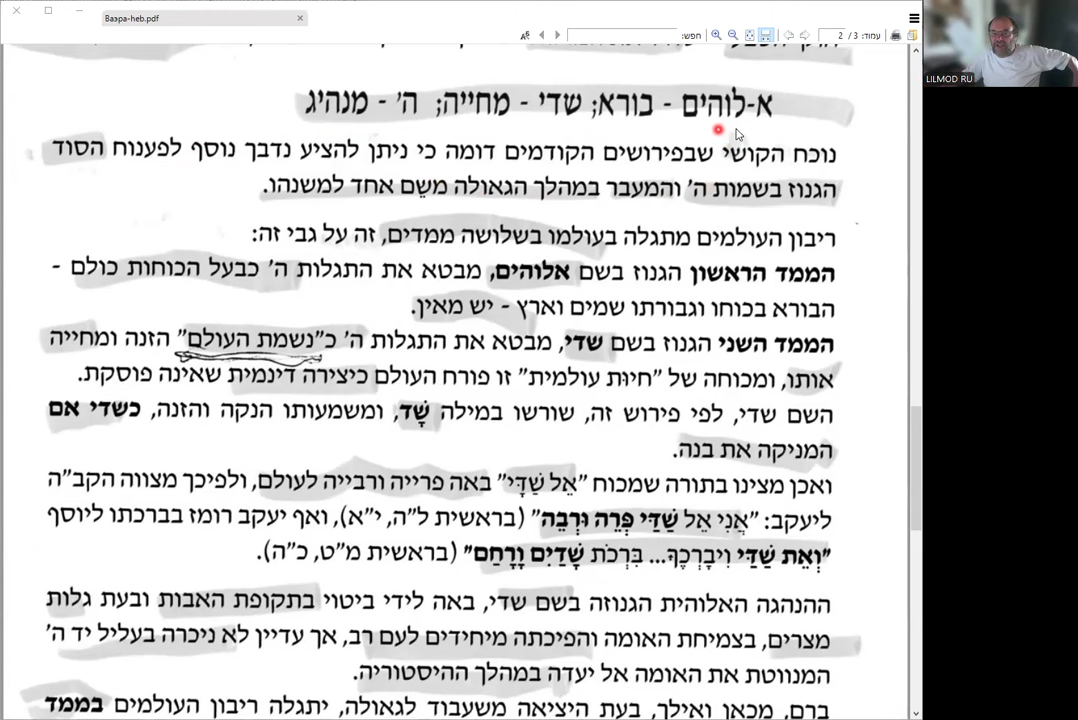 Ваэра-heb.pdf
עמוד: 2 / 3
חפש:
LILMOD RU
א-לוהים - בורא; שדי - מחייה; ה' - מנהיג
נוכח הקושי שבפירושים הקודמים דומה כי ניתן להציע נדבך נוסף לפענוח הסוד
הגנוז בשמות ה' והמעבר במהלך הגאולה משֵם אחד למשנהו.
ריבון העולמים מתגלה בעולמו בשלושה ממדים, זה על גבי זה:
הממד הראשון הגנוז בשם אלוהים, מבטא את התגלות ה' כבעל הכוחות כולם -
הבורא בכוחו וגבורתו שמים וארץ - יש מאין.
הממד השני הגנוז בשם שדי, מבטא את התגלות ה' כ"נשמת העולם" הזנה ומחייה
אותו, ומכוחה של "חיוּת עולמית" זו פורח העולם כיצירה דינמית שאינה פוסקת.
השם שדי, לפי פירוש זה, שורשו במילה שָׁד, ומשמעותו הנקה והזנה, כשדי אם
המניקה את בנה.
ואכן מצינו בתורה שמכוח "אֵל שַׁדַּי" באה פרייה ורבייה לעולם, ולפיכך מצווה הקב"ה
ליעקב: "אֲנִי אֵל שַׁדַּי פְּרֵה וּרְבֵה" (בראשית ל"ה, י"א), ואף יעקב רומז בברכתו ליוסף
"וְאֵת שַׁדַּי וִיבָרְכֶךָּ... בִּרְכֹת שָׁדַיִם וָרָחַם" (בראשית מ"ט, כ"ה).
ההנהגה האלוהית הגנוזה בשם שדי, באה לידי ביטוי בתקופת האבות ובעת גלות
מצרים, בצמיחת האומה והפיכתה מיחידים לעם רב, אך עדיין לא ניכרה בעליל יד ה'
המנווטת את האומה אל יעדה במהלך ההיסטוריה.
ברם, מכאן ואילך, בעת היציאה משעבוד לגאולה, יתגלה ריבון העולמים בממד